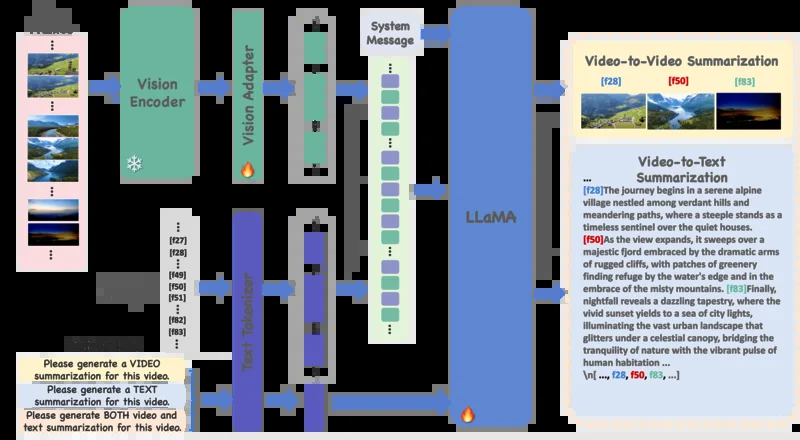 System
Message
Vision
Encoder
Vision Adapter
LLaMA
Text Tokenizer
[f27]
[f28]
[f49]
[f50]
[f51]
[f82]
[f83]
Please generate a VIDEO
summarization for this video.
Please generate a TEXT
summarization for this video.
Please generate BOTH video and
text summarization for this video.
Video-to-Video Summarization
[f28] [f50] [f83]
Video-to-Text
Summarization
...
[f28]The journey begins in a serene alpine
village nestled among verdant hills and
meandering paths, where a steeple stands as a
timeless sentinel over the quiet houses.
[f50]As the view expands, it sweeps over a
majestic fjord embraced by the dramatic arms
of rugged cliffs, with patches of greenery
finding refuge by the water's edge and in the
embrace of the misty mountains. [f83]Finally,
nightfall reveals a dazzling tapestry, where the
vivid sunset yields to a sea of city lights,
illuminating the vast urban landscape that
glitters under a celestial canopy, bridging the
tranquility of nature with the vibrant pulse of
human habitation ...
\n[ ..., f28, f50, f83, ...]